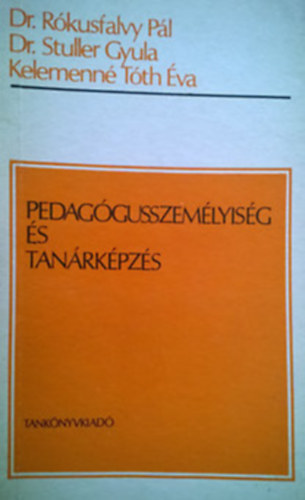 Dr. Rókusfalvy Pál
Dr. Stuller Gyula
Kelemenné Tóth Éva
PEDAGÓGUSSZEMÉLYISÉG
ÉS
TANÁRKÉPZÉS
TANKÖNYVKIADÓ